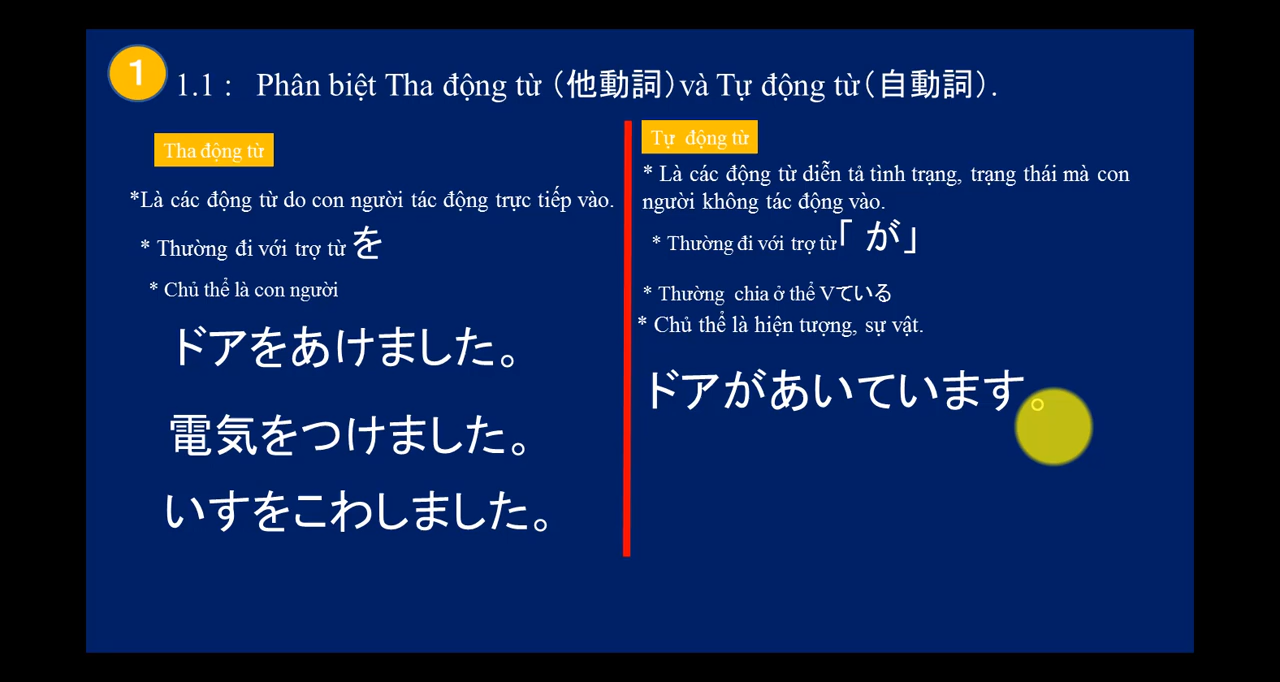 1
1.1 : Phân biệt Tha động từ (他動詞)và Tự động từ(自動詞).
Tha động từ
*Là các động từ do con người tác động trực tiếp vào.
* Thường đi với trợ từ を
* Chủ thể là con người
ドアをあけました。
電気をつけました。
いすをこわしました。
Tự động từ
* Là các động từ diễn tả tình trạng, trạng thái mà con
người không tác động vào.
* Thường đi với trợ từ「 が」
* Thường chia ở thể Vている
* Chủ thể là hiện tượng, sự vật.
ドアがあいています。